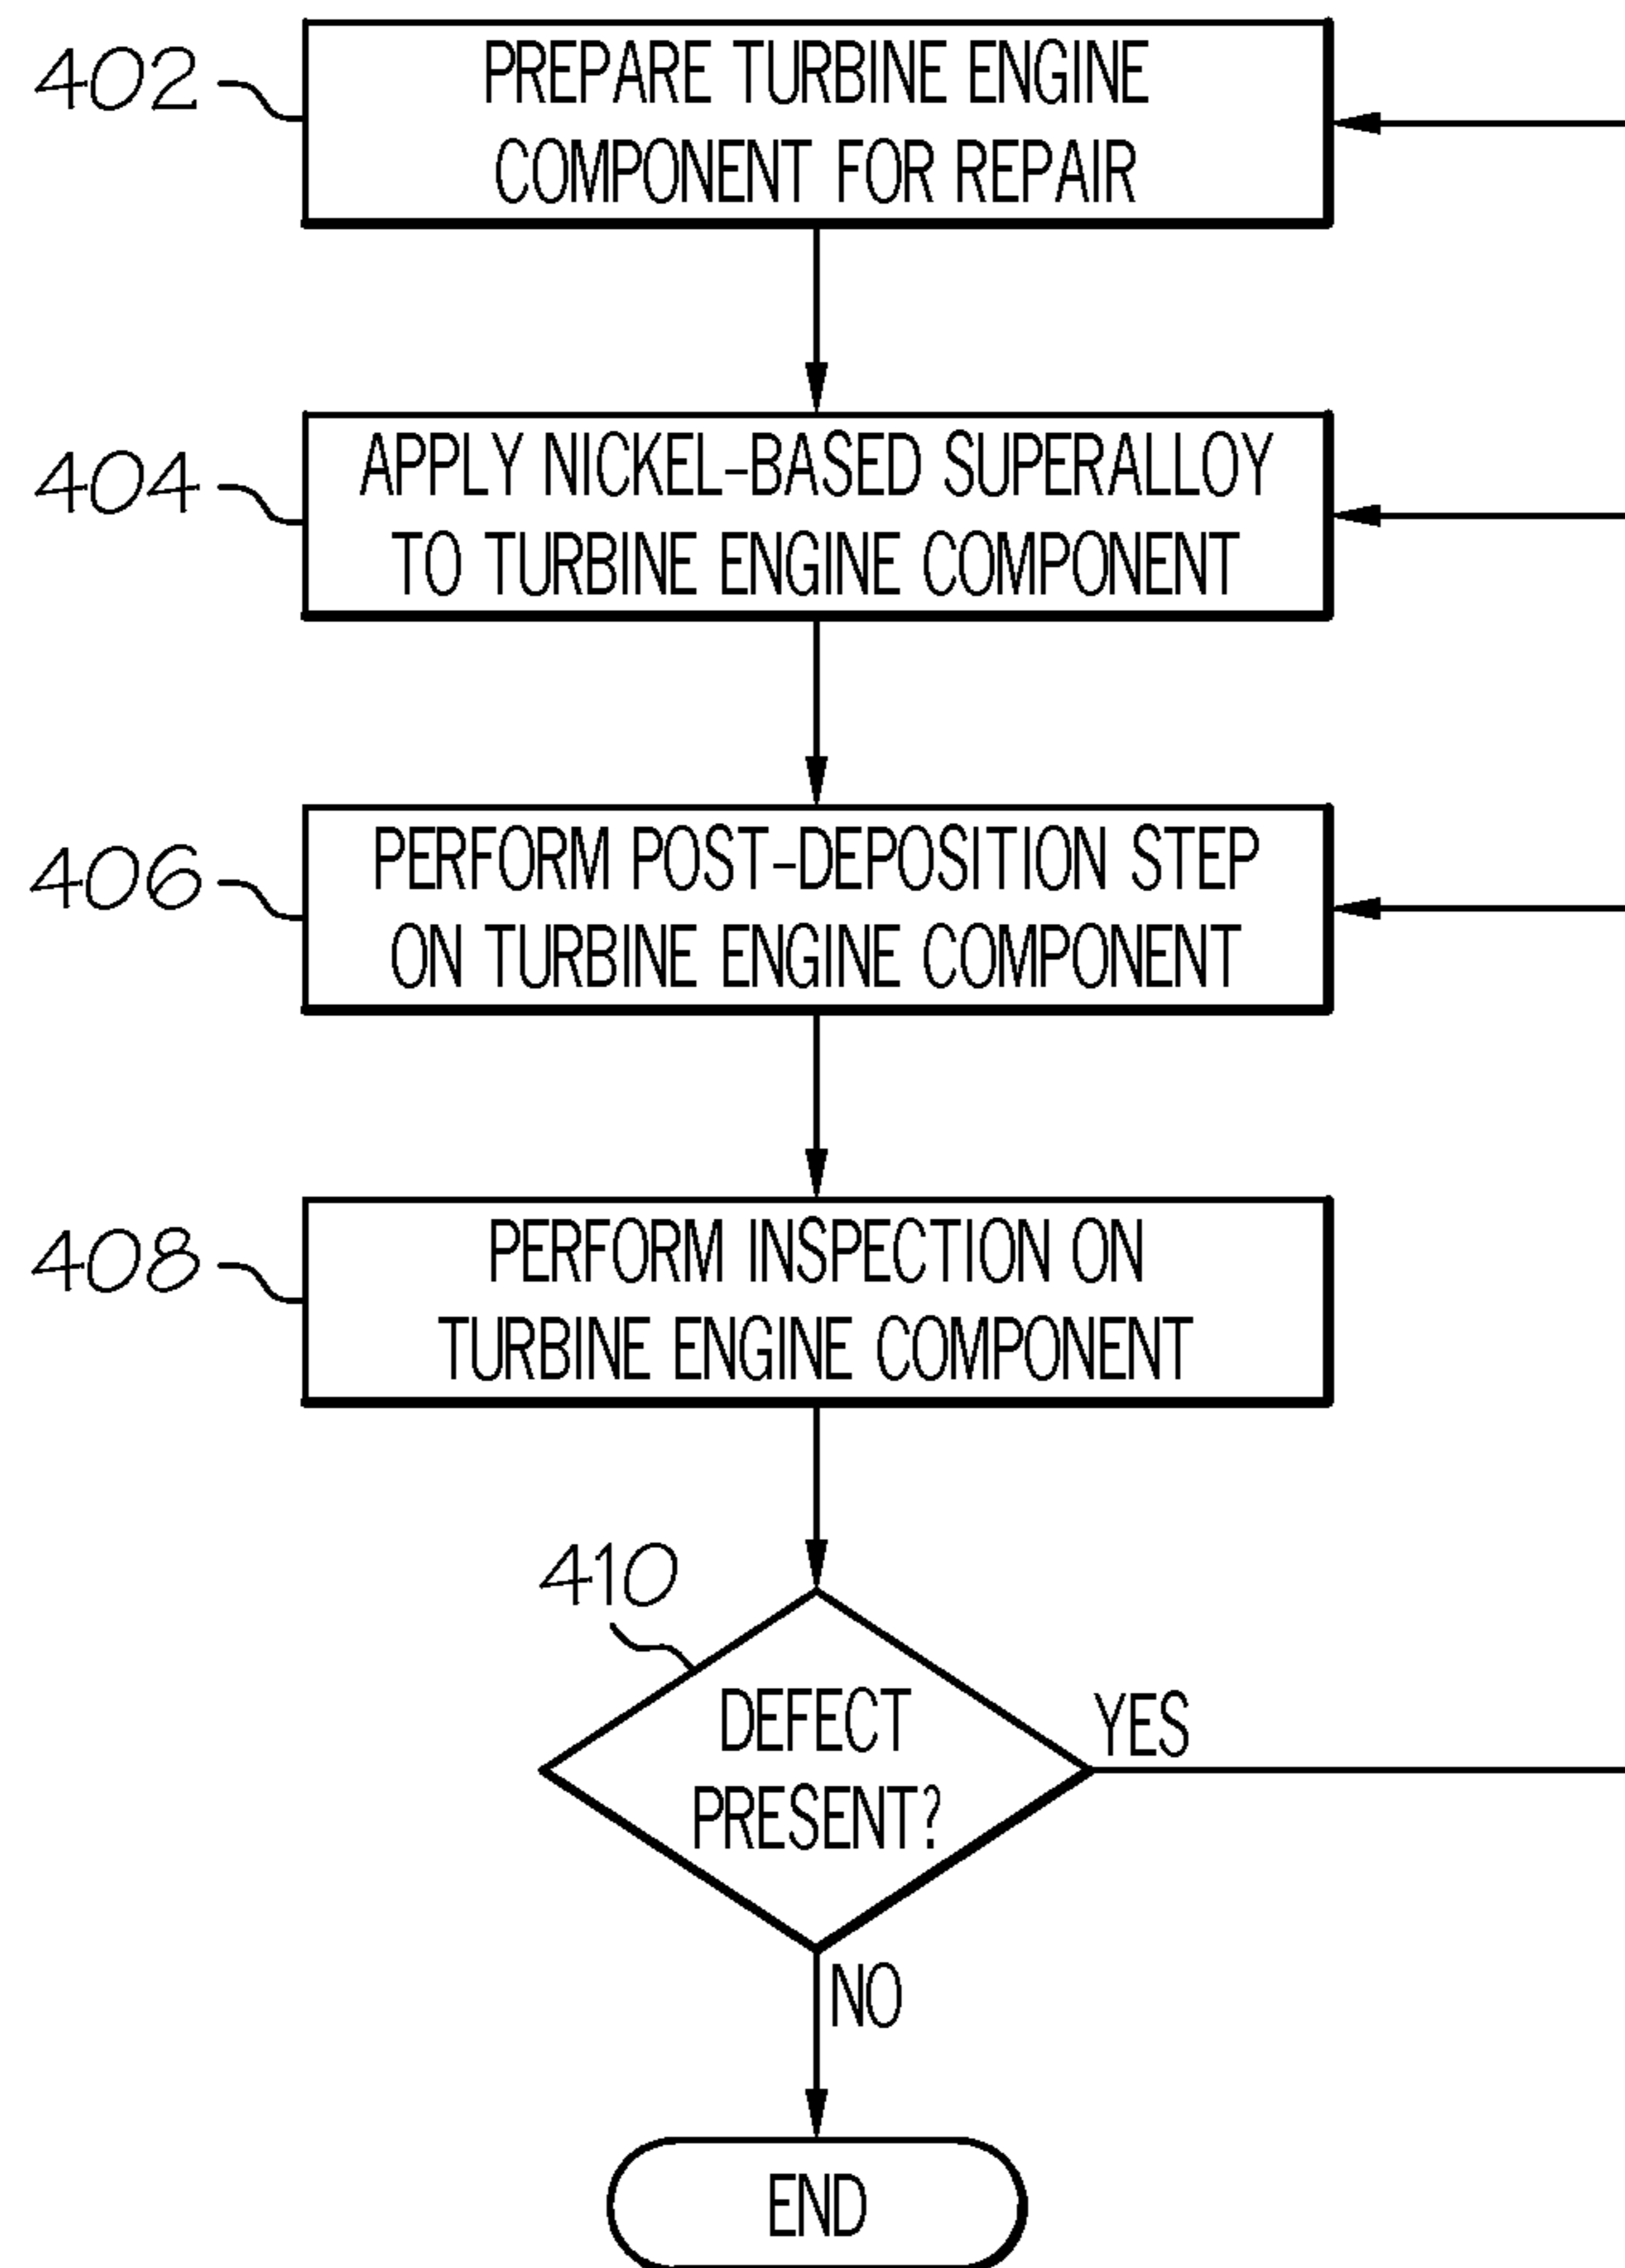 402
PREPARE TURBINE ENGINE
COMPONENT FOR REPAIR
404
APPLY NICKEL-BASED SUPERALLOY
TO TURBINE ENGINE COMPONENT
406
PERFORM POST-DEPOSITION STEP
ON TURBINE ENGINE COMPONENT
408
PERFORM INSPECTION ON
TURBINE ENGINE COMPONENT
410
DEFECT
PRESENT?
YES
NO
END